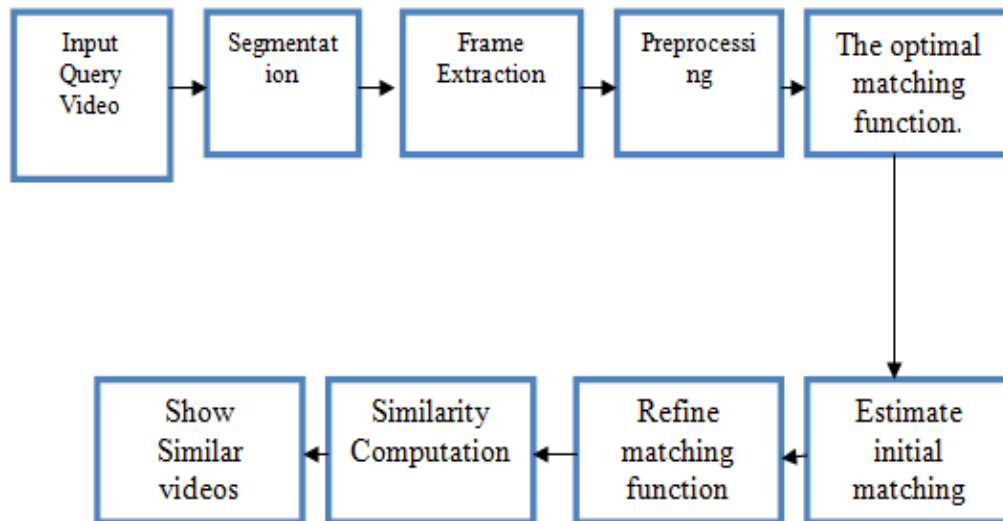 Input
Query
Video
Segmentat
ion
Frame
Extraction
Preprocessi
ng
The optimal
matching
function.
Estimate
initial
matching
Refine
matching
function
Similarity
Computation
Show
Similar
videos